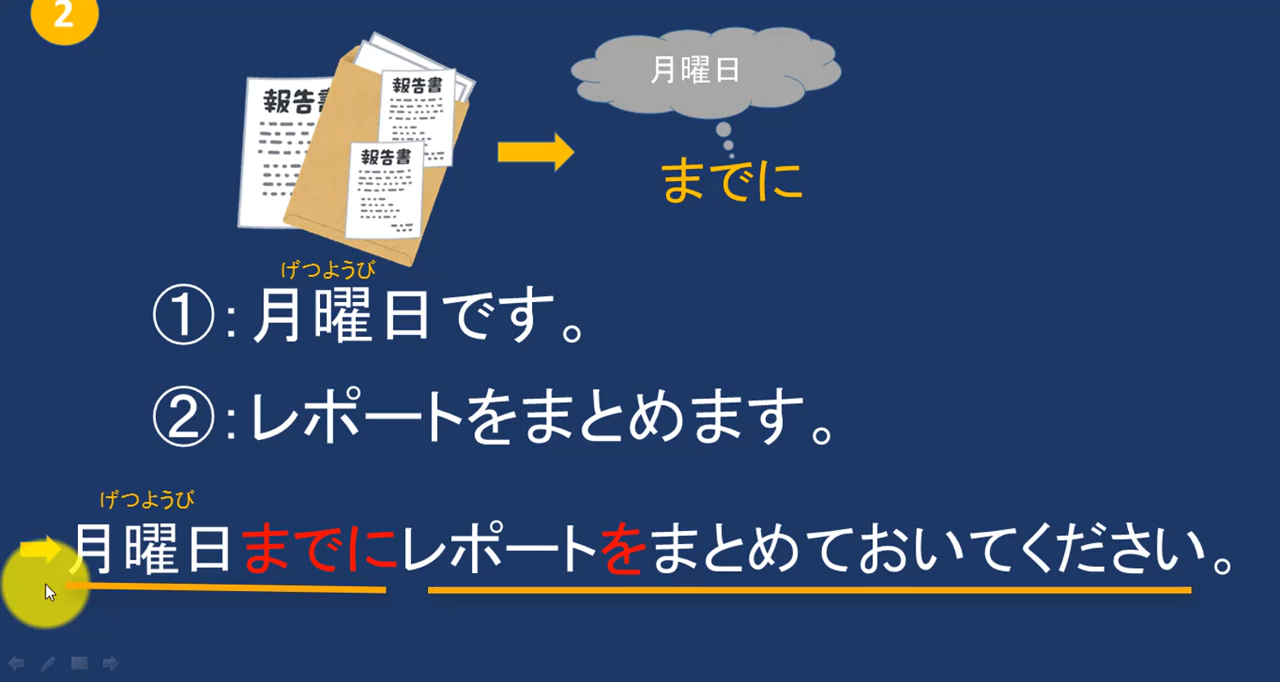 2
報告書
報告書
報告書
月曜日
までに
げつようび
①:月曜日です。
②:レポートをまとめます。
げつようび
月曜日までにレポートをまとめておいてください。